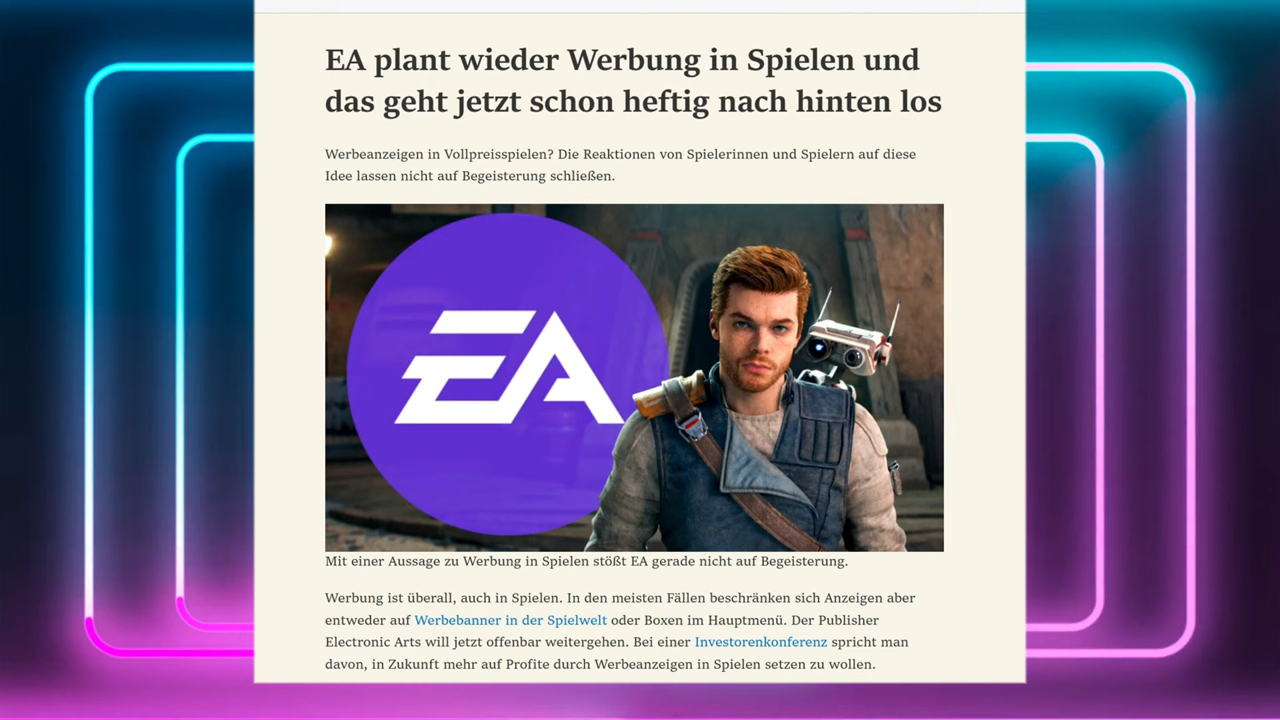 EA plant wieder Werbung in Spielen und
das geht jetzt schon heftig nach hinten los
Werbeanzeigen in Vollpreisspielen? Die Reaktionen von Spielerinnen und Spielern auf diese
Idee lassen nicht auf Begeisterung schließen.
EA
Mit einer Aussage zu Werbung in Spielen stößt EA gerade nicht auf Begeisterung.
Werbung ist überall, auch in Spielen. In den meisten Fällen beschränken sich Anzeigen aber
entweder auf Werbebanner in der Spielwelt oder Boxen im Hauptmenü. Der Publisher
Electronic Arts will jetzt offenbar weitergehen. Bei einer Investorenkonferenz spricht man
davon, in Zukunft mehr auf Profite durch Werbeanzeigen in Spielen setzen zu wollen.